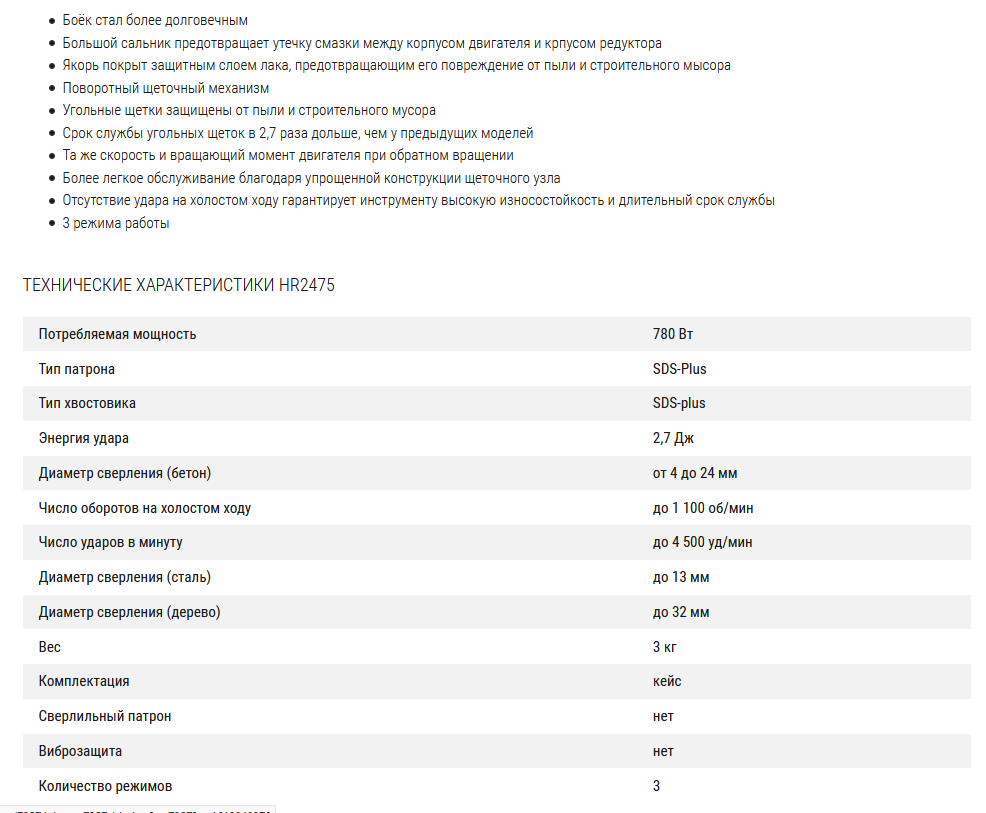 Боёк стал более долговечным
Большой сальник предотвращает утечку смазки между корпусом двигателя и крпусом редуктора
Якорь покрыт защитным слоем лака, предотвращающим его повреждение от пыли и строительного мысора
Поворотный щеточный механизм
Угольные щетки защищены от пыли и строительного мусора
Срок службы угольных щеток в 2,7 раза дольше, чем у предыдущих моделей
Та же скорость и вращающий момент двигателя при обратном вращении
Более легкое обслуживание благодаря упрощенной конструкции щеточного узла
Отсутствие удара на холостом ходу гарантирует инструменту высокую износостойкость и длительный срок службы
3 режима работы
ТЕХНИЧЕСКИЕ ХАРАКТЕРИСТИКИ HR2475
Потребляемая мощность 780 Вт
Тип патрона SDS-Plus
Тип хвостовика SDS-plus
Энергия удара 2,7 Дж
Диаметр сверления (бетон) от 4 до 24 мм
Число оборотов на холостом ходу до 1 100 об/мин
Число ударов в минуту до 4 500 уд/мин
Диаметр сверления (сталь) до 13 мм
Диаметр сверления (дерево) до 32 мм
Вес 3 кг
Комплектация кейс
Сверлильный патрон нет
Виброзащита нет
Количество режимов 3